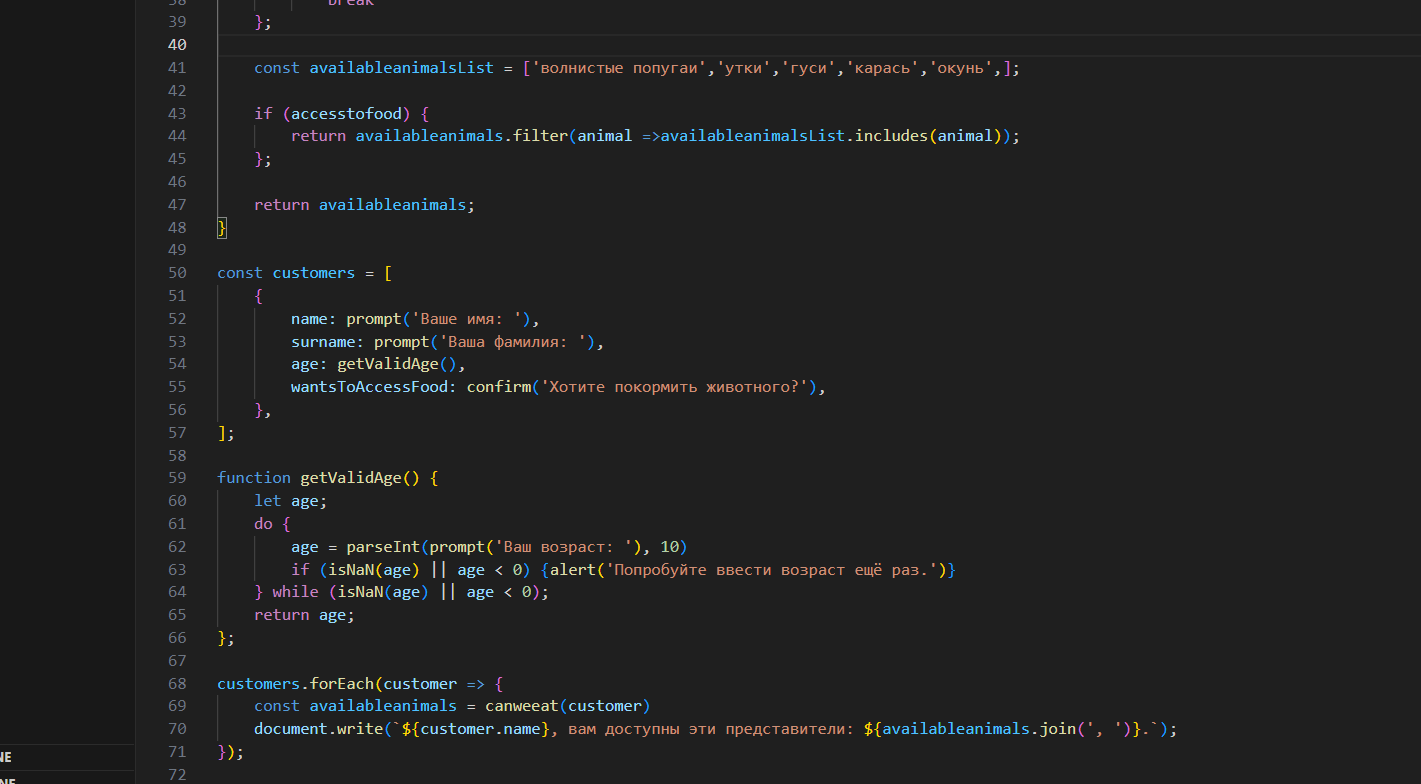 38 break
39 };
40
41 const availableanimalsList = ['волнистые попугаи','утки','гуси','карась','окунь',];
42
43 if (accesstofood) {
44 return availableanimals.filter(animal =>availableanimalsList.includes(animal));
45 };
46
47 return availableanimals;
48 }
49
50 const customers = [
51 {
52 name: prompt('Ваше имя: '),
53 surname: prompt('Ваша фамилия: '),
54 age: getValidAge(),
55 wantsToAccessFood: confirm('Хотите покормить животного?'),
56 },
57 ];
58
59 function getValidAge() {
60 let age;
61 do {
62 age = parseInt(prompt('Ваш возраст: '), 10)
63 if (isNaN(age) || age < 0) {alert('Попробуйте ввести возраст ещё раз.')}
64 } while (isNaN(age) || age < 0);
65 return age;
66 };
67
68 customers.forEach(customer => {
69 const availableanimals = canweeat(customer)
70 document.write(`${customer.name}, вам доступны эти представители: ${availableanimals.join(', ')}.`);
71 });
72
NE